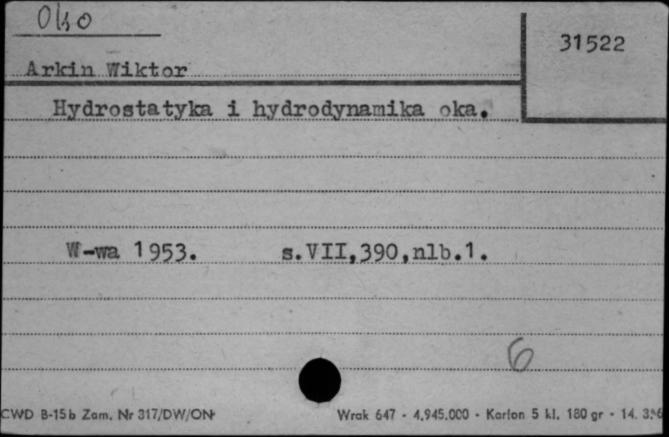 Oko
31522
Arkin Wiktor
Hydrostatyka i hydrodynamika oka.
W-wa 1953. s.VII,390,nlb.1.
6
CWD B-15b Zam. Nr 317/DW/ON Wrak 647 - 4.945.000 - Karton 5 kl. 180 gr - 14.